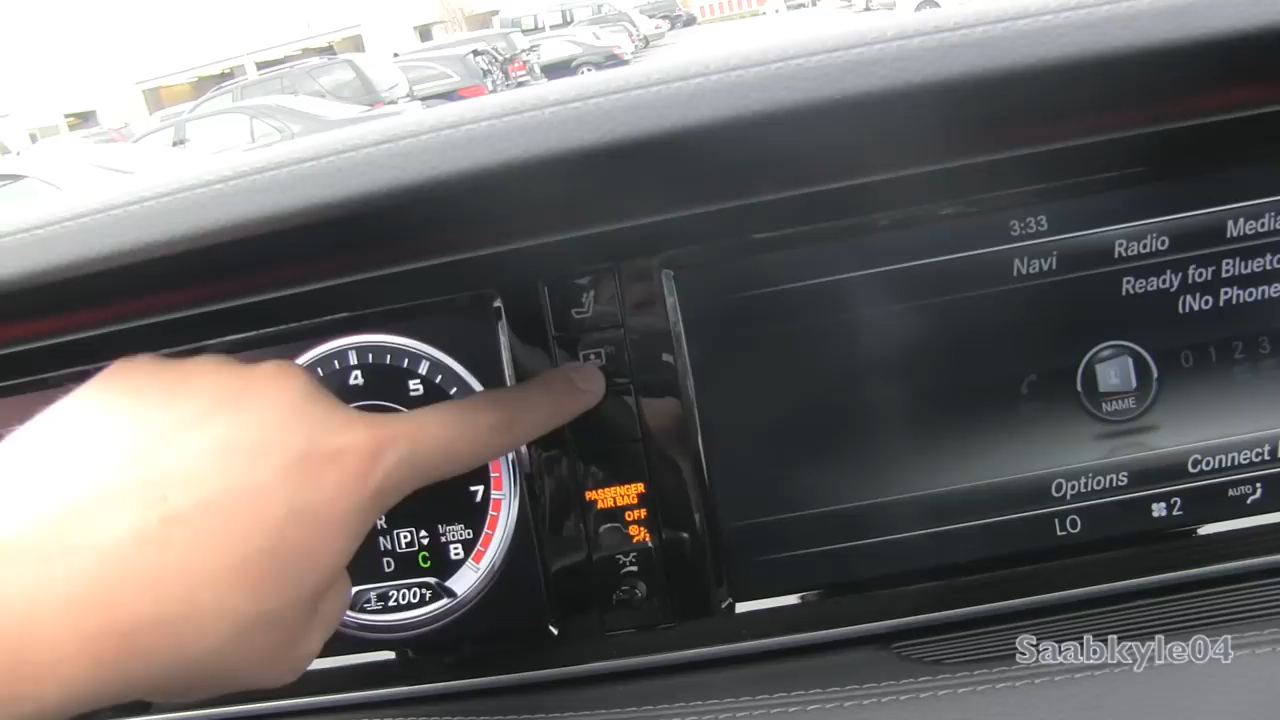 3:33
Navi Radio Media
Ready for Blueto
(No Phone
0 1 2 3
NAME
Options Connect
LO 2 AUTO
4 5
7
8
1/min
x1000
R
N P
D C
200°F
PASSENGER
AIR BAG
OFF
Saabkyle04